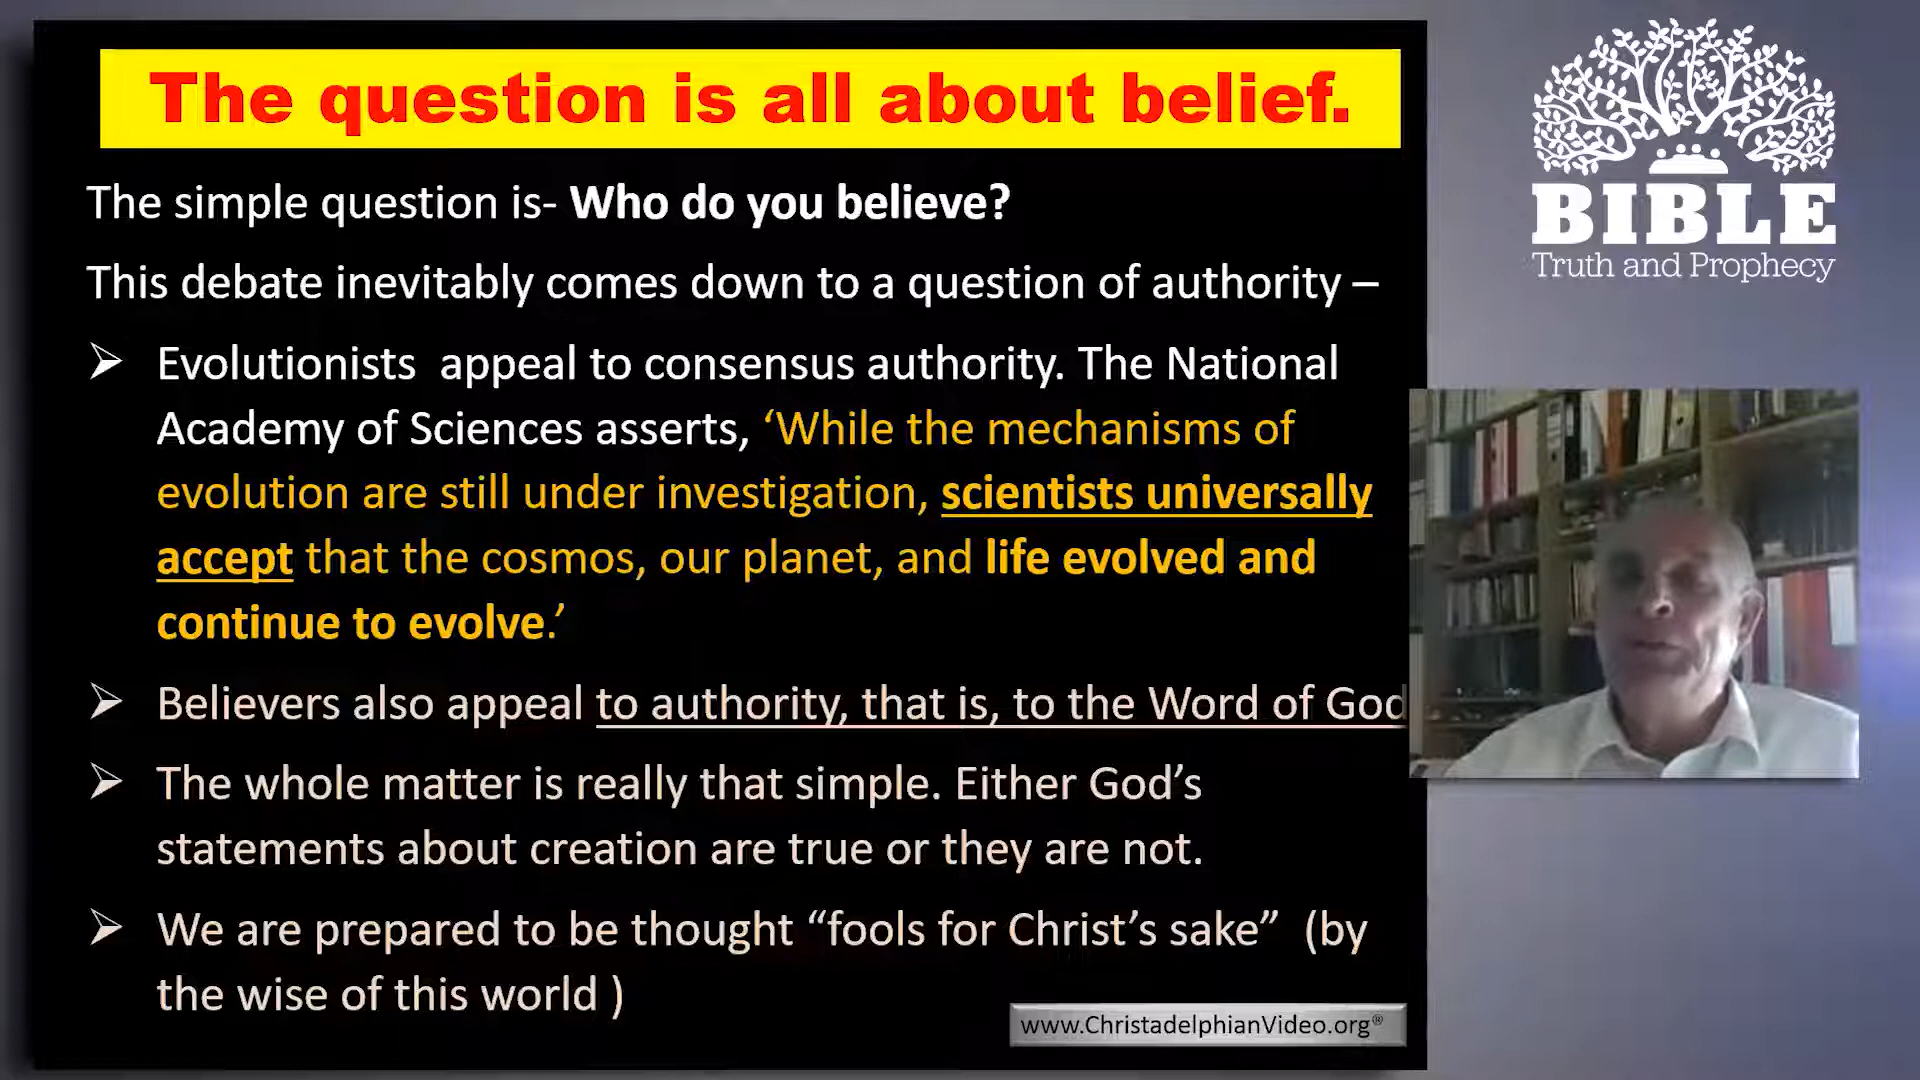 The question is all about belief.
The simple question is- Who do you believe?
This debate inevitably comes down to a question of authority –
➢ Evolutionists  appeal to consensus authority. The National
Academy of Sciences asserts, ‘While the mechanisms of
evolution are still under investigation, scientists universally
accept that the cosmos, our planet, and life evolved and
continue to evolve.’
➢ Believers also appeal to authority, that is, to the Word of God
➢ The whole matter is really that simple. Either God’s
statements about creation are true or they are not.
➢ We are prepared to be thought “fools for Christ’s sake”  (by
the wise of this world )
www.ChristadelphianVideo.org®
BIBLE
Truth and Prophecy